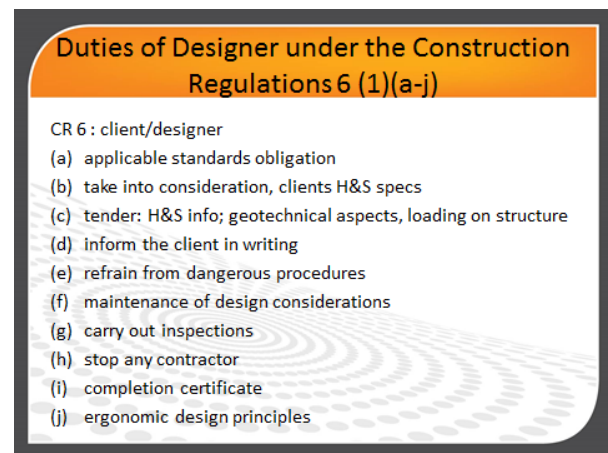 Duties of Designer under the Construction
Regulations 6 (1)(a-j)
CR 6 : client/designer
(a) applicable standards obligation
(b) take into consideration, clients H&S specs
(c) tender: H&S info; geotechnical aspects, loading on structure
(d) inform the client in writing
(e) refrain from dangerous procedures
(f) maintenance of design considerations
(g) carry out inspections
(h) stop any contractor
(i) completion certificate
(j) ergonomic design principles